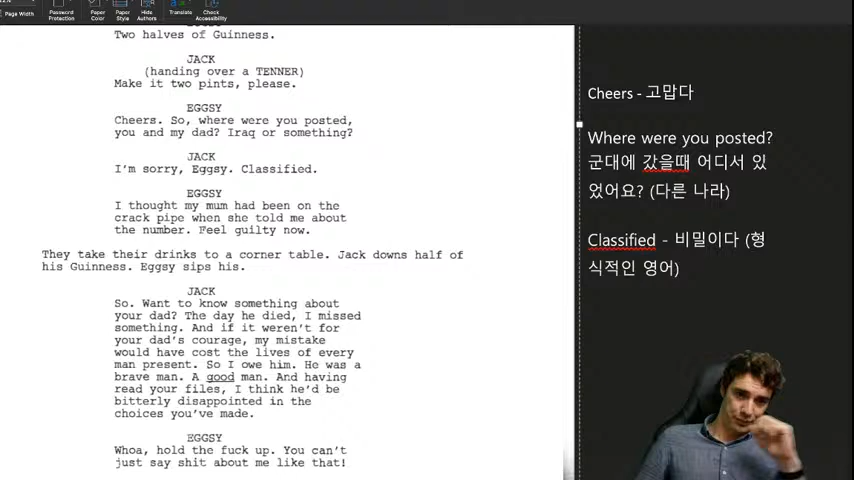 Page Width
Password
Protection
Paper
Color
Paper
Style
Hide
Authors
Translate
Check
Accessibility
Two halves of Guinness.
JACK
(handing over a TENNER)
Make it two pints, please.
EGGSY
Cheers. So, where were you posted,
you and my dad? Iraq or something?
JACK
I'm sorry, Eggsy. Classified.
EGGSY
I thought my mum had been on the
crack pipe when she told me about
the number. Feel guilty now.
They take their drinks to a corner table. Jack downs half of
his Guinness. Eggsy sips his.
JACK
So. Want to know something about
your dad? The day he died, I missed
something. And if it weren't for
your dad's courage, my mistake
would have cost the lives of every
man present. So I owe him. He was a
brave man. A good man. And having
read your files, I think he'd be
bitterly disappointed in the
choices you've made.
EGGSY
Whoa, hold the fuck up. You can't
just say shit about me like that!
Cheers - 고맙다
Where were you posted?
군대에 갔을때 어디서 있
었어요? (다른 나라)
Classified - 비밀이다 (형
식적인 영어)